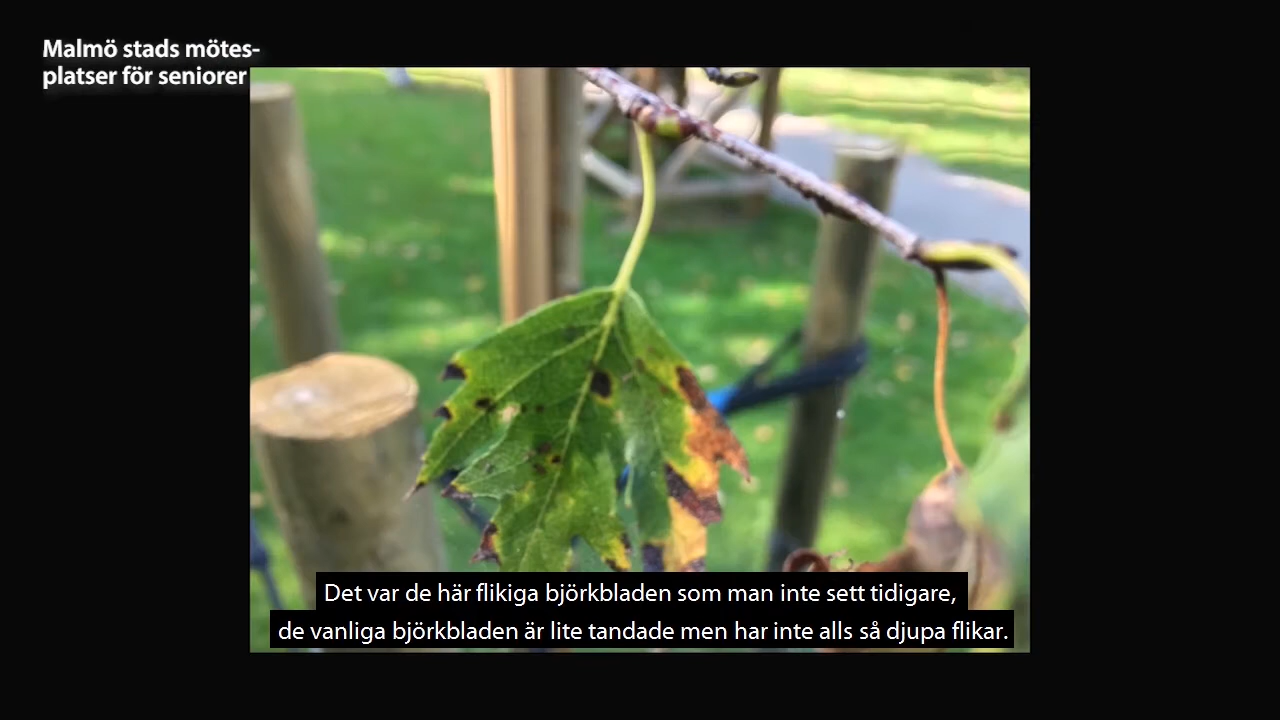 Malmö stads mötes-
platser för seniorer
Det var de här flikiga björkbladen som man inte sett tidigare,
de vanliga björkbladen är lite tandade men har inte alls så djupa flikar.